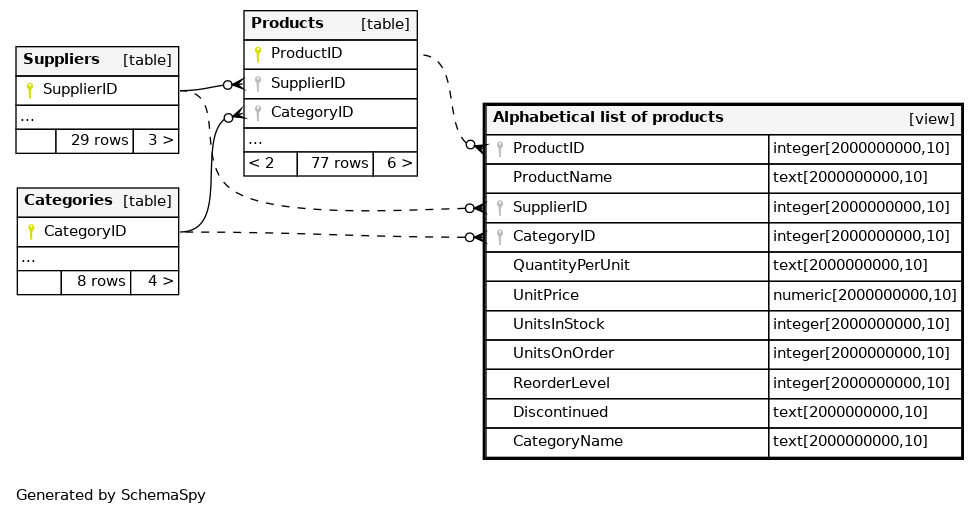 Suppliers [table]
SupplierID
...
29 rows 3 >
Categories [table]
CategoryID
...
8 rows 4 >
Products [table]
ProductID
SupplierID
CategoryID
...
< 2 77 rows 6 >
Alphabetical list of products [view]
ProductID integer[2000000000,10]
ProductName text[2000000000,10]
SupplierID integer[2000000000,10]
CategoryID integer[2000000000,10]
QuantityPerUnit text[2000000000,10]
UnitPrice numeric[2000000000,10]
UnitsInStock integer[2000000000,10]
UnitsOnOrder integer[2000000000,10]
ReorderLevel integer[2000000000,10]
Discontinued text[2000000000,10]
CategoryName text[2000000000,10]
Generated by SchemaSpy